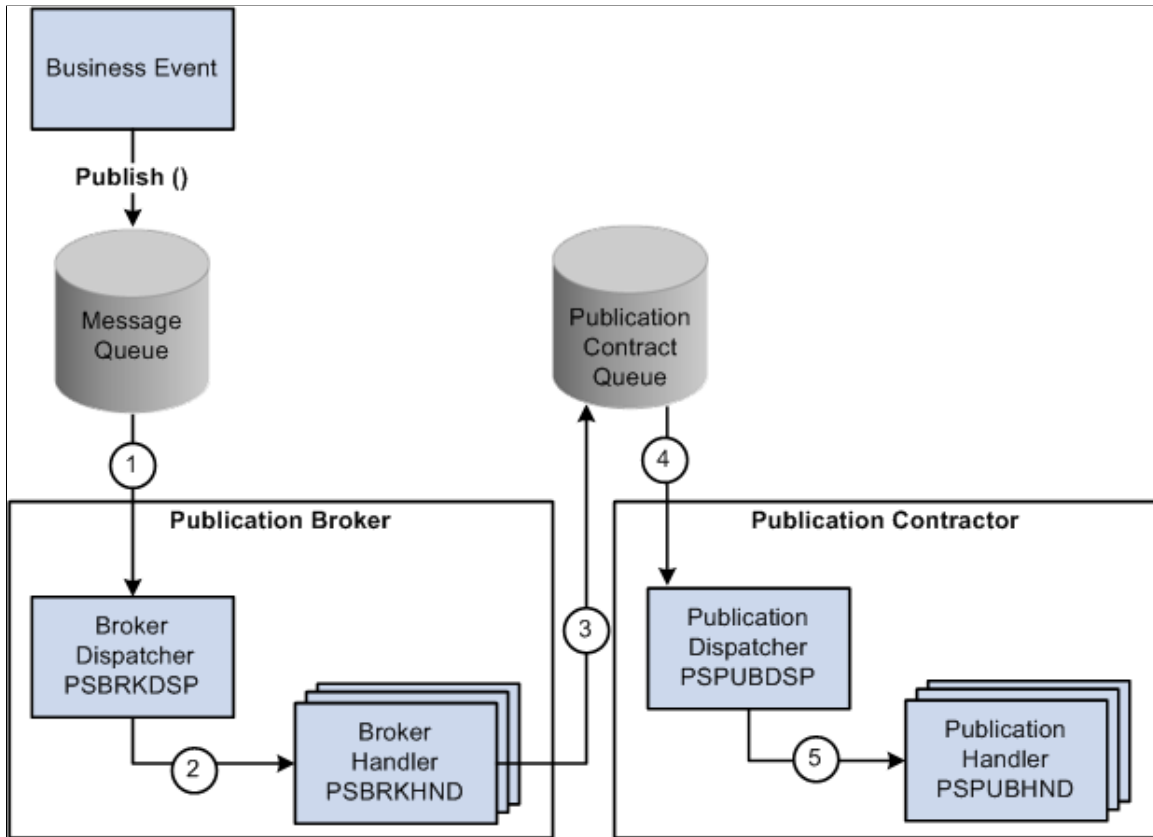 Business Event
Publish ()
Message
Queue
Publication
Contract
Queue
1
4
Publication Broker
Publication Contractor
Broker
Dispatcher
PSBRKDSP
3
Publication
Dispatcher
PSPUBDSP
2
Broker
Handler
PSBRKHND
5
Publication
Handler
PSPUBHND